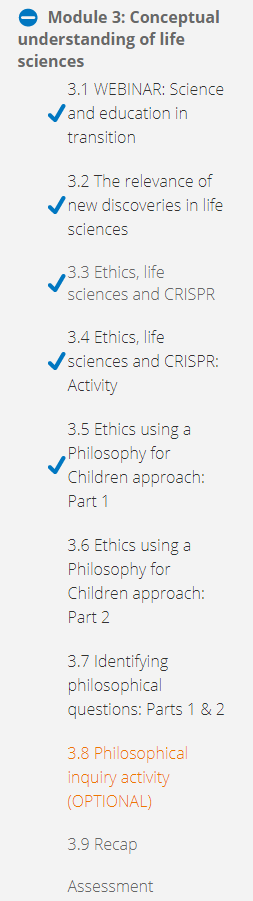 Module 3: Conceptual
understanding of life
sciences
3.1 WEBINAR: Science
and education in
transition
3.2 The relevance of
new discoveries in life
sciences
3.3 Ethics, life
sciences and CRISPR
3.4 Ethics, life
sciences and CRISPR:
Activity
3.5 Ethics using a
Philosophy for
Children approach:
Part 1
3.6 Ethics using a
Philosophy for
Children approach:
Part 2
3.7 Identifying
philosophical
questions: Parts 1 & 2
3.8 Philosophical
inquiry activity
(OPTIONAL)
3.9 Recap
Assessment